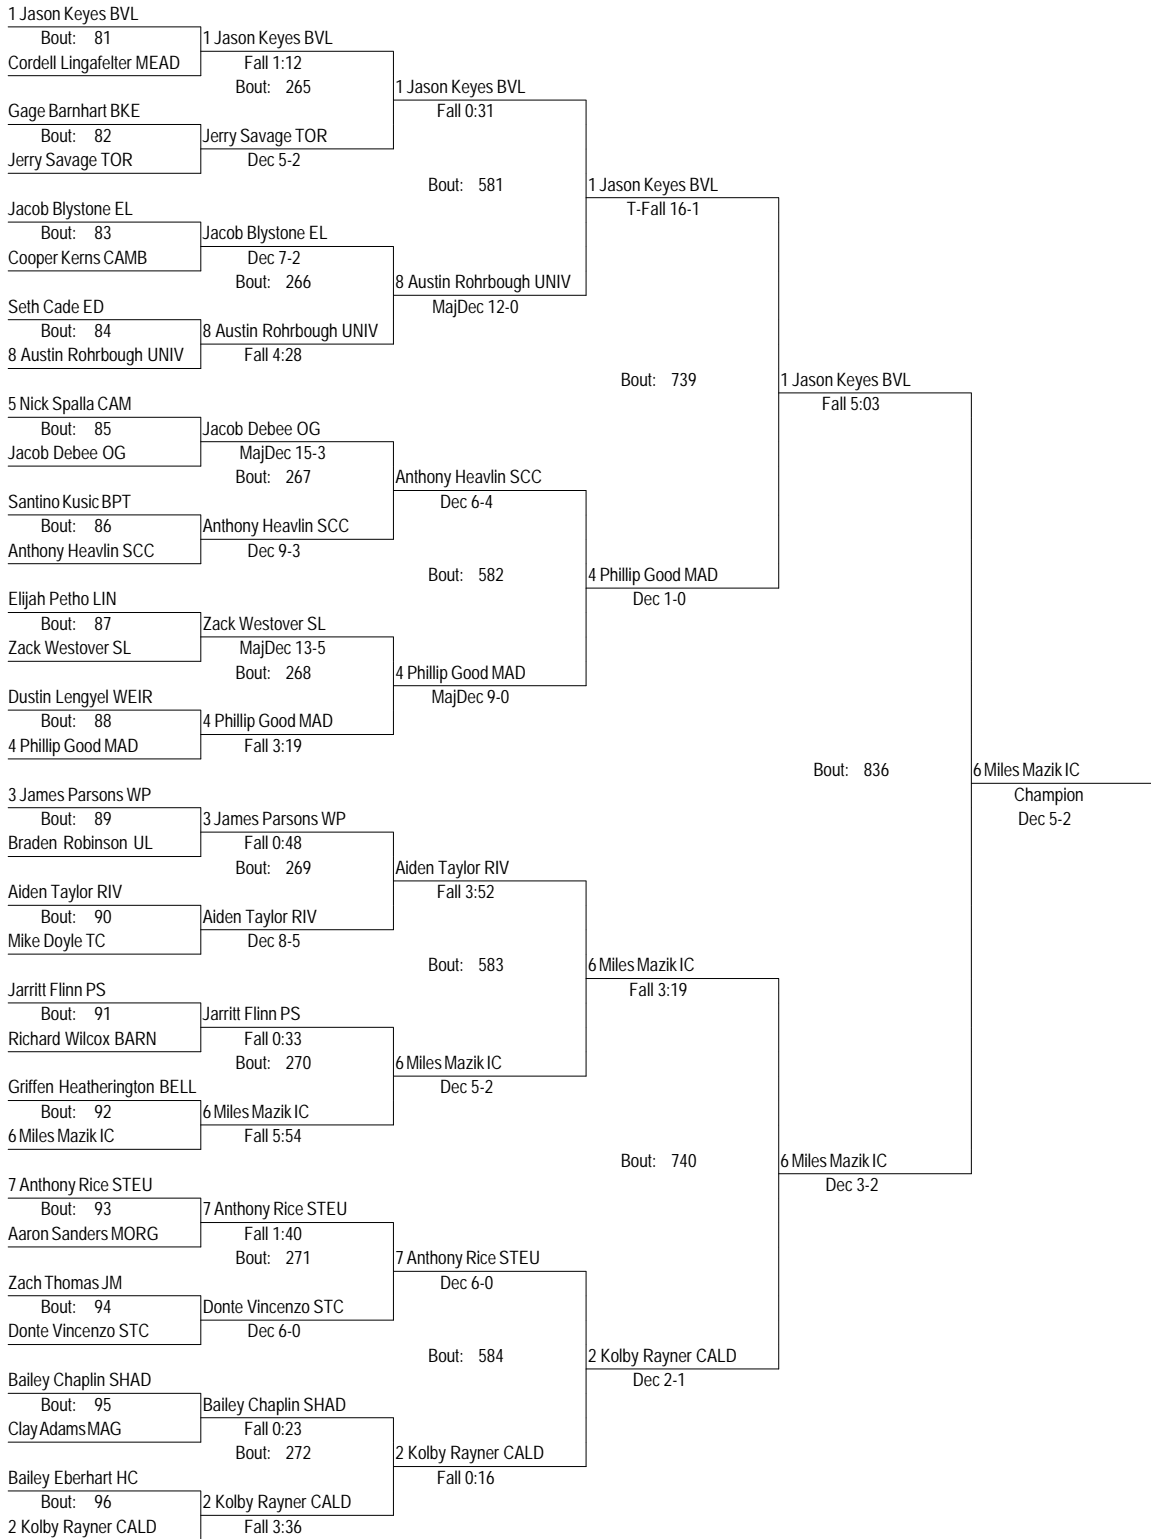 1 Jason Keyes BVL
Bout: 81
1 Jason Keyes BVL
Cordell Lingafelter MEAD
Fall 1:12
Bout: 265
1 Jason Keyes BVL
Gage Barnhart BKE
Fall 0:31
Bout: 82
Jerry Savage TOR
Jerry Savage TOR
Dec 5-2
Bout: 581
1 Jason Keyes BVL
Jacob Blystone EL
T-Fall 16-1
Bout: 83
Jacob Blystone EL
Cooper Kerns CAMB
Dec 7-2
Bout: 266
8 Austin Rohrbough UNIV
Seth Cade ED
MajDec 12-0
Bout: 84
8 Austin Rohrbough UNIV
8 Austin Rohrbough UNIV
Fall 4:28
Bout: 739
1 Jason Keyes BVL
5 Nick Spalla CAM
Fall 5:03
Bout: 85
Jacob Debee OG
Jacob Debee OG
MajDec 15-3
Bout: 267
Anthony Heavlin SCC
Santino Kusic BPT
Dec 6-4
Bout: 86
Anthony Heavlin SCC
Anthony Heavlin SCC
Dec 9-3
Bout: 582
4 Phillip Good MAD
Elijah Petho LIN
Dec 1-0
Bout: 87
Zack Westover SL
Zack Westover SL
MajDec 13-5
Bout: 268
4 Phillip Good MAD
Dustin Lengyel WEIR
MajDec 9-0
Bout: 88
4 Phillip Good MAD
4 Phillip Good MAD
Fall 3:19
Bout: 836
6 Miles Mazik IC
3 James Parsons WP
Champion
Bout: 89
3 James Parsons WP
Dec 5-2
Braden Robinson UL
Fall 0:48
Bout: 269
Aiden Taylor RIV
Aiden Taylor RIV
Fall 3:52
Bout: 90
Aiden Taylor RIV
Mike Doyle TC
Dec 8-5
Bout: 583
6 Miles Mazik IC
Jarritt Flinn PS
Fall 3:19
Bout: 91
Jarritt Flinn PS
Richard Wilcox BARN
Fall 0:33
Bout: 270
6 Miles Mazik IC
Griffen Heatherington BELL
Dec 5-2
Bout: 92
6 Miles Mazik IC
6 Miles Mazik IC
Fall 5:54
Bout: 740
6 Miles Mazik IC
7 Anthony Rice STEU
Dec 3-2
Bout: 93
7 Anthony Rice STEU
Aaron Sanders MORG
Fall 1:40
Bout: 271
7 Anthony Rice STEU
Zach Thomas JM
Dec 6-0
Bout: 94
Donte Vincenzo STC
Donte Vincenzo STC
Dec 6-0
Bout: 584
2 Kolby Rayner CALD
Bailey Chaplin SHAD
Dec 2-1
Bout: 95
Bailey Chaplin SHAD
Clay Adams MAG
Fall 0:23
Bout: 272
2 Kolby Rayner CALD
Bailey Eberhart HC
Fall 0:16
Bout: 96
2 Kolby Rayner CALD
2 Kolby Rayner CALD
Fall 3:36